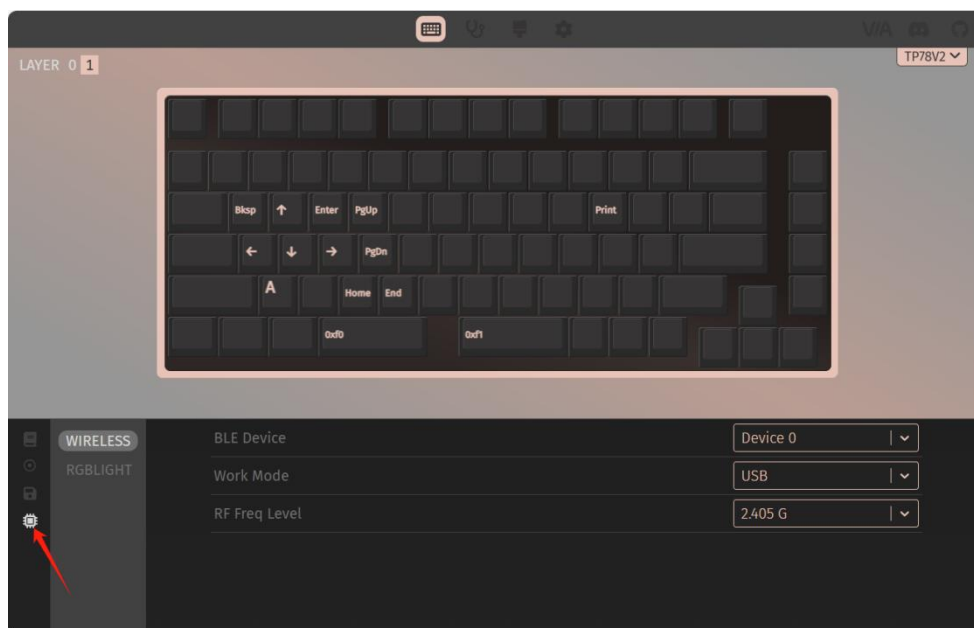 VIA
LAYER 0 1
TP78V2
Bksp ↑ Enter PgUp Print
← ↓ → PgDn
A Home End
0xf0 0xf1
WIRELESS
RGBLIGHT
BLE Device Device 0
Work Mode USB
RF Freq Level 2.405 G